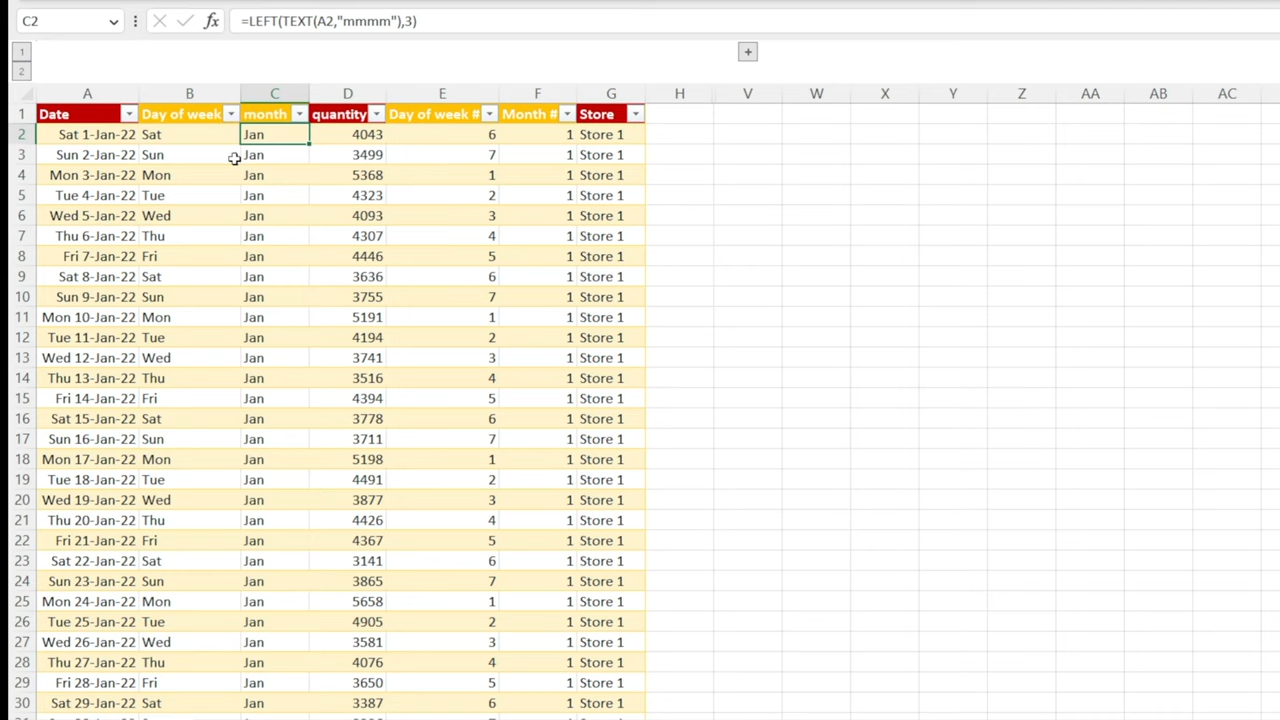 C2 =LEFT(TEXT(A2,"mmmm"),3)
1
2
+
A B C D E F G H V W X Y Z AA AB AC
1 Date Day of week month quantity Day of week # Month # Store
2 Sat 1-Jan-22 Sat Jan 4043 6 1 Store 1
3 Sun 2-Jan-22 Sun Jan 3499 7 1 Store 1
4 Mon 3-Jan-22 Mon Jan 5368 1 1 Store 1
5 Tue 4-Jan-22 Tue Jan 4323 2 1 Store 1
6 Wed 5-Jan-22 Wed Jan 4093 3 1 Store 1
7 Thu 6-Jan-22 Thu Jan 4307 4 1 Store 1
8 Fri 7-Jan-22 Fri Jan 4446 5 1 Store 1
9 Sat 8-Jan-22 Sat Jan 3636 6 1 Store 1
10 Sun 9-Jan-22 Sun Jan 3755 7 1 Store 1
11 Mon 10-Jan-22 Mon Jan 5191 1 1 Store 1
12 Tue 11-Jan-22 Tue Jan 4194 2 1 Store 1
13 Wed 12-Jan-22 Wed Jan 3741 3 1 Store 1
14 Thu 13-Jan-22 Thu Jan 3516 4 1 Store 1
15 Fri 14-Jan-22 Fri Jan 4394 5 1 Store 1
16 Sat 15-Jan-22 Sat Jan 3778 6 1 Store 1
17 Sun 16-Jan-22 Sun Jan 3711 7 1 Store 1
18 Mon 17-Jan-22 Mon Jan 5198 1 1 Store 1
19 Tue 18-Jan-22 Tue Jan 4491 2 1 Store 1
20 Wed 19-Jan-22 Wed Jan 3877 3 1 Store 1
21 Thu 20-Jan-22 Thu Jan 4426 4 1 Store 1
22 Fri 21-Jan-22 Fri Jan 4367 5 1 Store 1
23 Sat 22-Jan-22 Sat Jan 3141 6 1 Store 1
24 Sun 23-Jan-22 Sun Jan 3865 7 1 Store 1
25 Mon 24-Jan-22 Mon Jan 5658 1 1 Store 1
26 Tue 25-Jan-22 Tue Jan 4905 2 1 Store 1
27 Wed 26-Jan-22 Wed Jan 3581 3 1 Store 1
28 Thu 27-Jan-22 Thu Jan 4076 4 1 Store 1
29 Fri 28-Jan-22 Fri Jan 3650 5 1 Store 1
30 Sat 29-Jan-22 Sat Jan 3387 6 1 Store 1